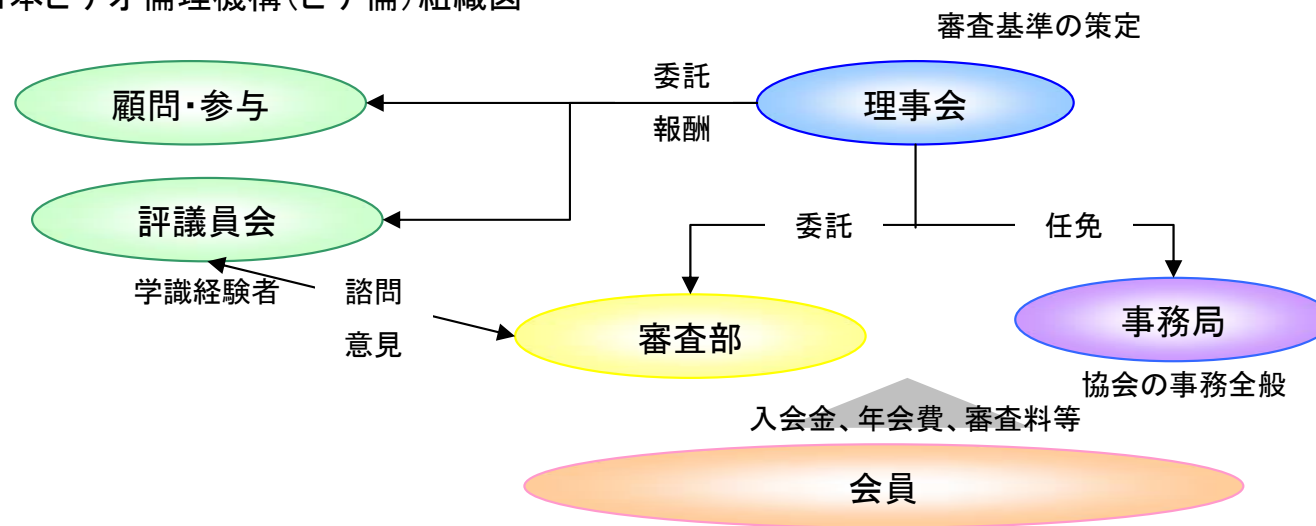 日本ビデオ倫理機構(ビデ倫)組織図
審査基準の策定
顧問・参与
委託
報酬
理事会
評議員会
学識経験者
諮問
意見
委託
任免
審査部
事務局
協会の事務全般
入会金、年会費、審査料等
会員